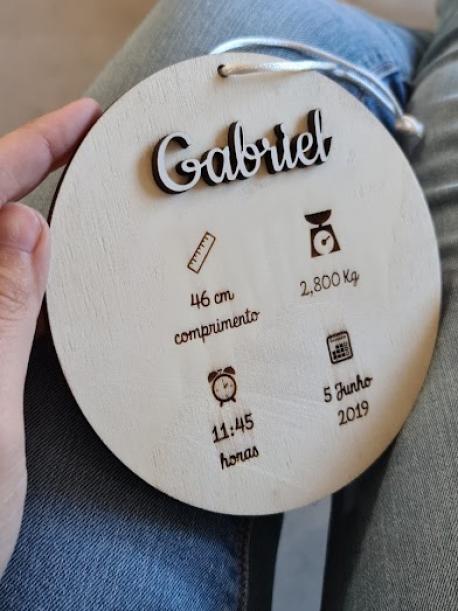 Gabriel
46 cm
comprimento
2,800 Kg
11:45
horas
5 Junho
2019